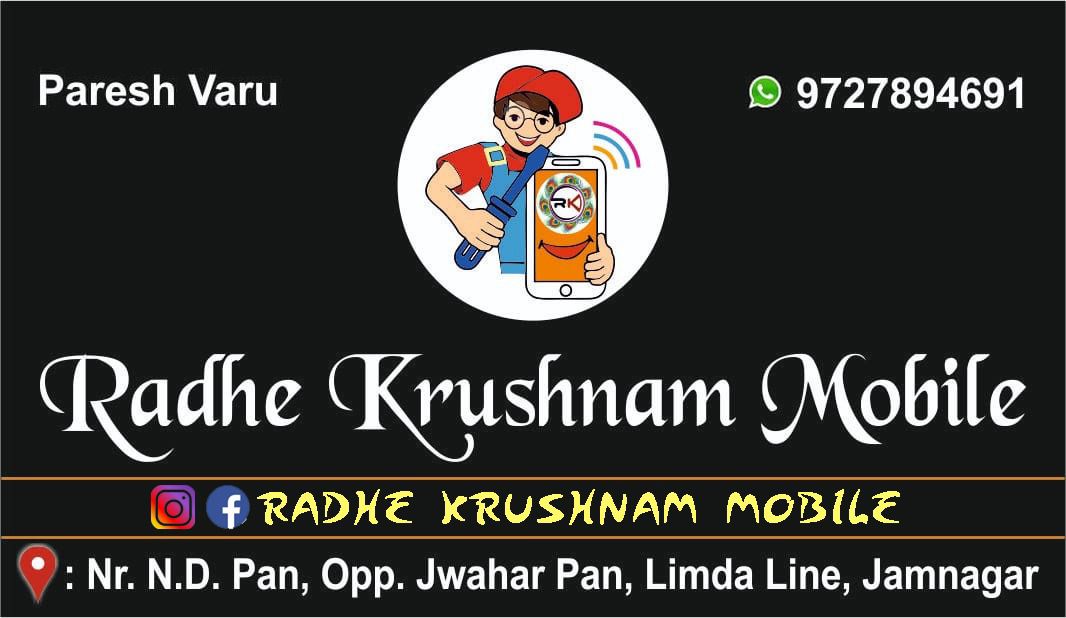 Paresh Varu
9727894691
RK
Radhe Krushnam Mobile
RADHE KRUSHNAM MOBILE
: Nr. N.D. Pan, Opp. Jwahar Pan, Limda Line, Jamnagar